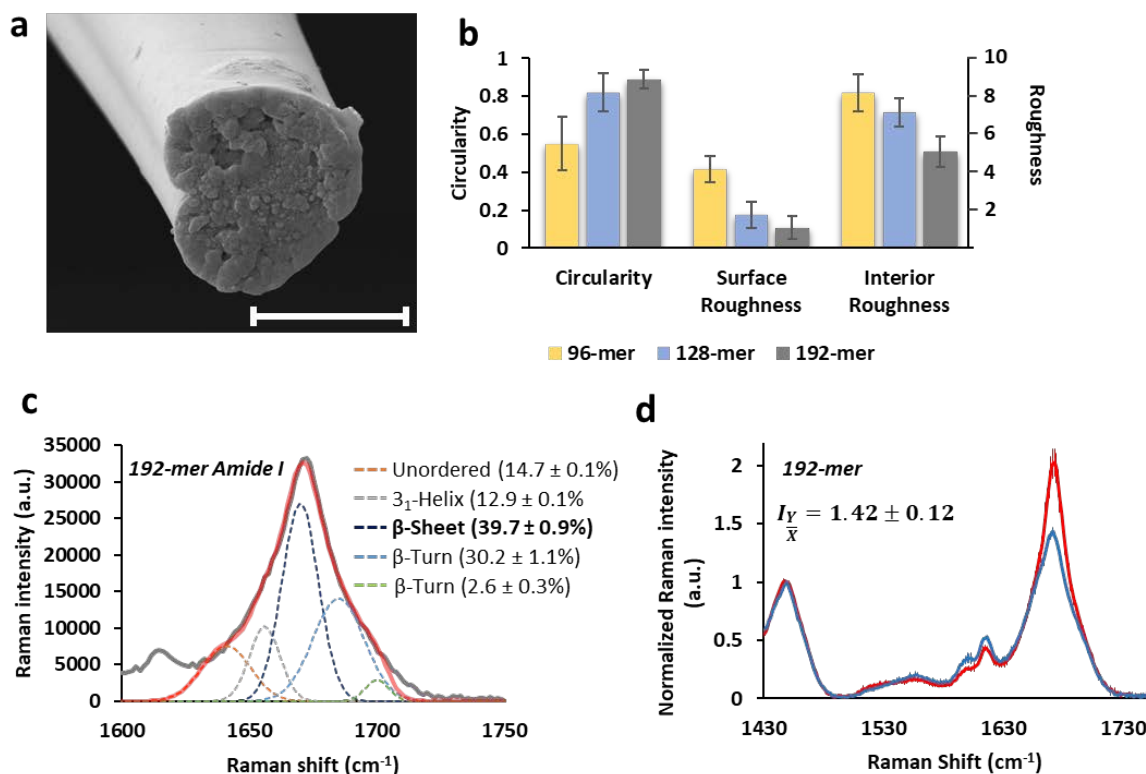 a
b
1
0.8
0.6
0.4
0.2
0
Circularity
10
8
6
4
2
Roughness
Circularity
Surface
Roughness
Interior
Roughness
96-mer 128-mer 192-mer
c
35000
30000
25000
20000
15000
10000
5000
0
Raman intensity (a.u.)
192-mer Amide I
Unordered (14.7 ± 0.1%)
3₁-Helix (12.9 ± 0.1%
β-Sheet (39.7 ± 0.9%)
β-Turn (30.2 ± 1.1%)
β-Turn (2.6 ± 0.3%)
1600 1650 1700 1750
Raman shift (cm⁻¹)
d
2
1.5
1
0.5
0
Normalized Raman intensity
(a.u.)
192-mer
I Y/X = 1.42 ± 0.12
1430 1530 1630 1730
Raman Shift (cm⁻¹)